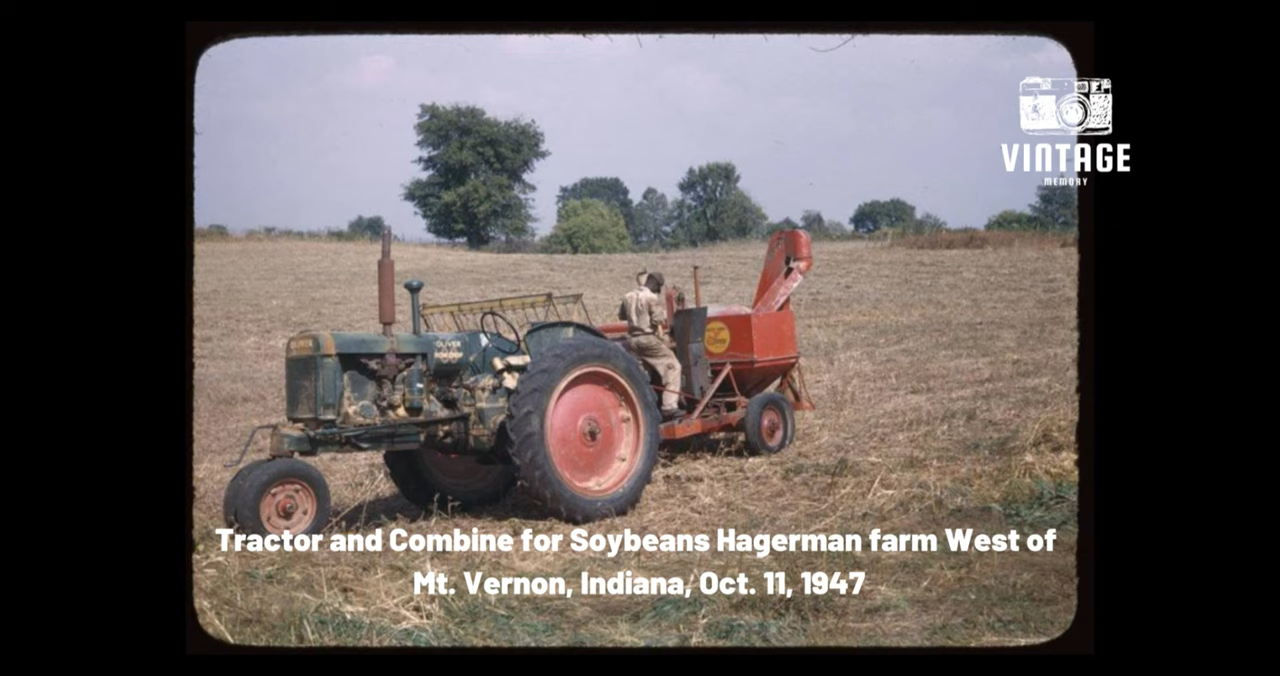 VINTAGE
MEMORY
OLIVER
Tractor and Combine for Soybeans Hagerman farm West of
Mt. Vernon, Indiana, Oct. 11, 1947